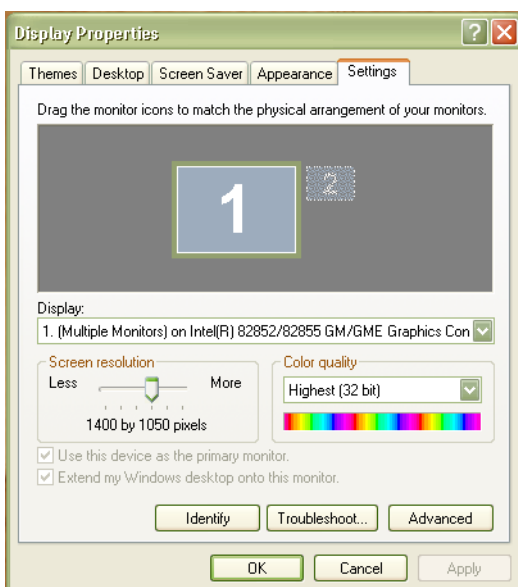 Display Properties
Themes Desktop Screen Saver Appearance Settings
Drag the monitor icons to match the physical arrangement of your monitors.
1 2
Display:
1. (Multiple Monitors) on Intel(R) 82852/82855 GM/GME Graphics Con
Screen resolution Color quality
Less More Highest (32 bit)
1400 by 1050 pixels
Use this device as the primary monitor.
Extend my Windows desktop onto this monitor.
Identify Troubleshoot... Advanced
OK Cancel Apply